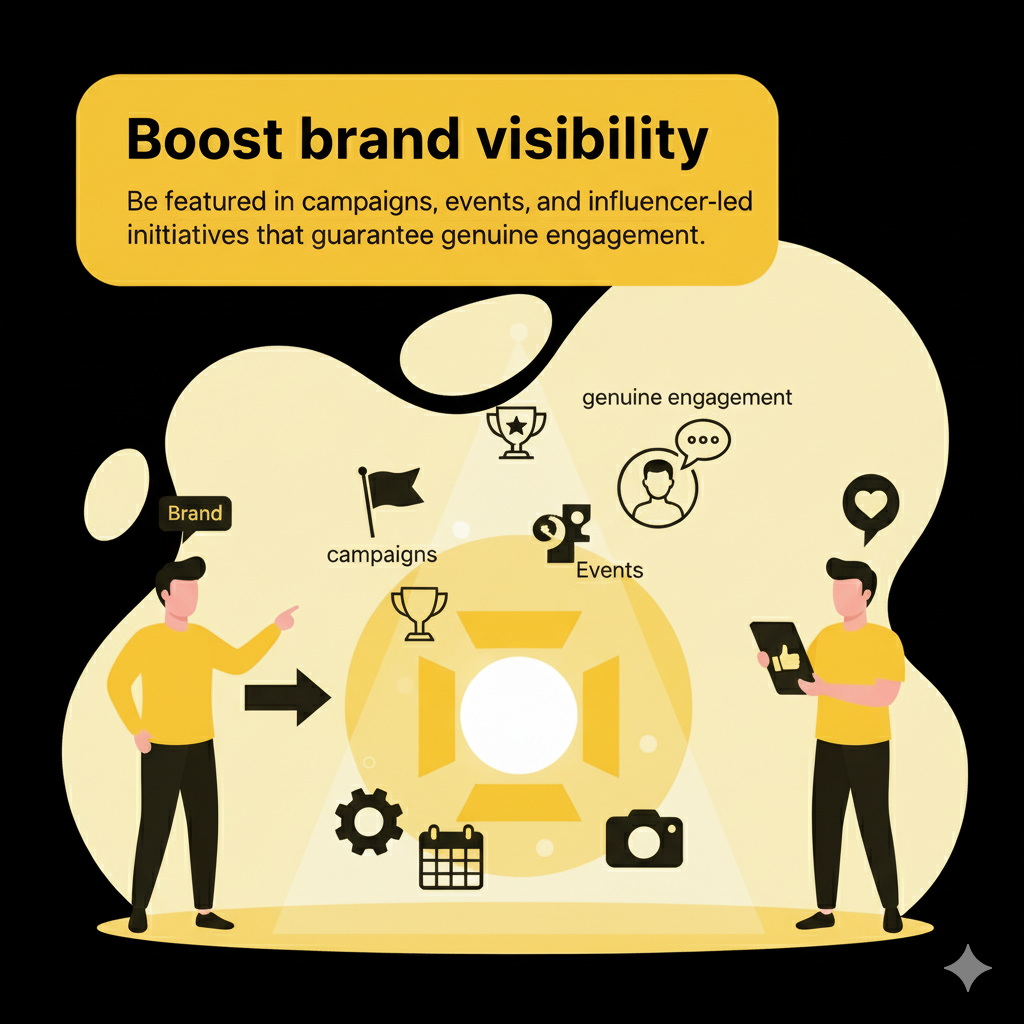 Boost brand visibility
Be featured in campaigns, events, and influencer-led
inittiatives that guarantee genuine engagement.
genuine engagement
Brand
campaigns
Events